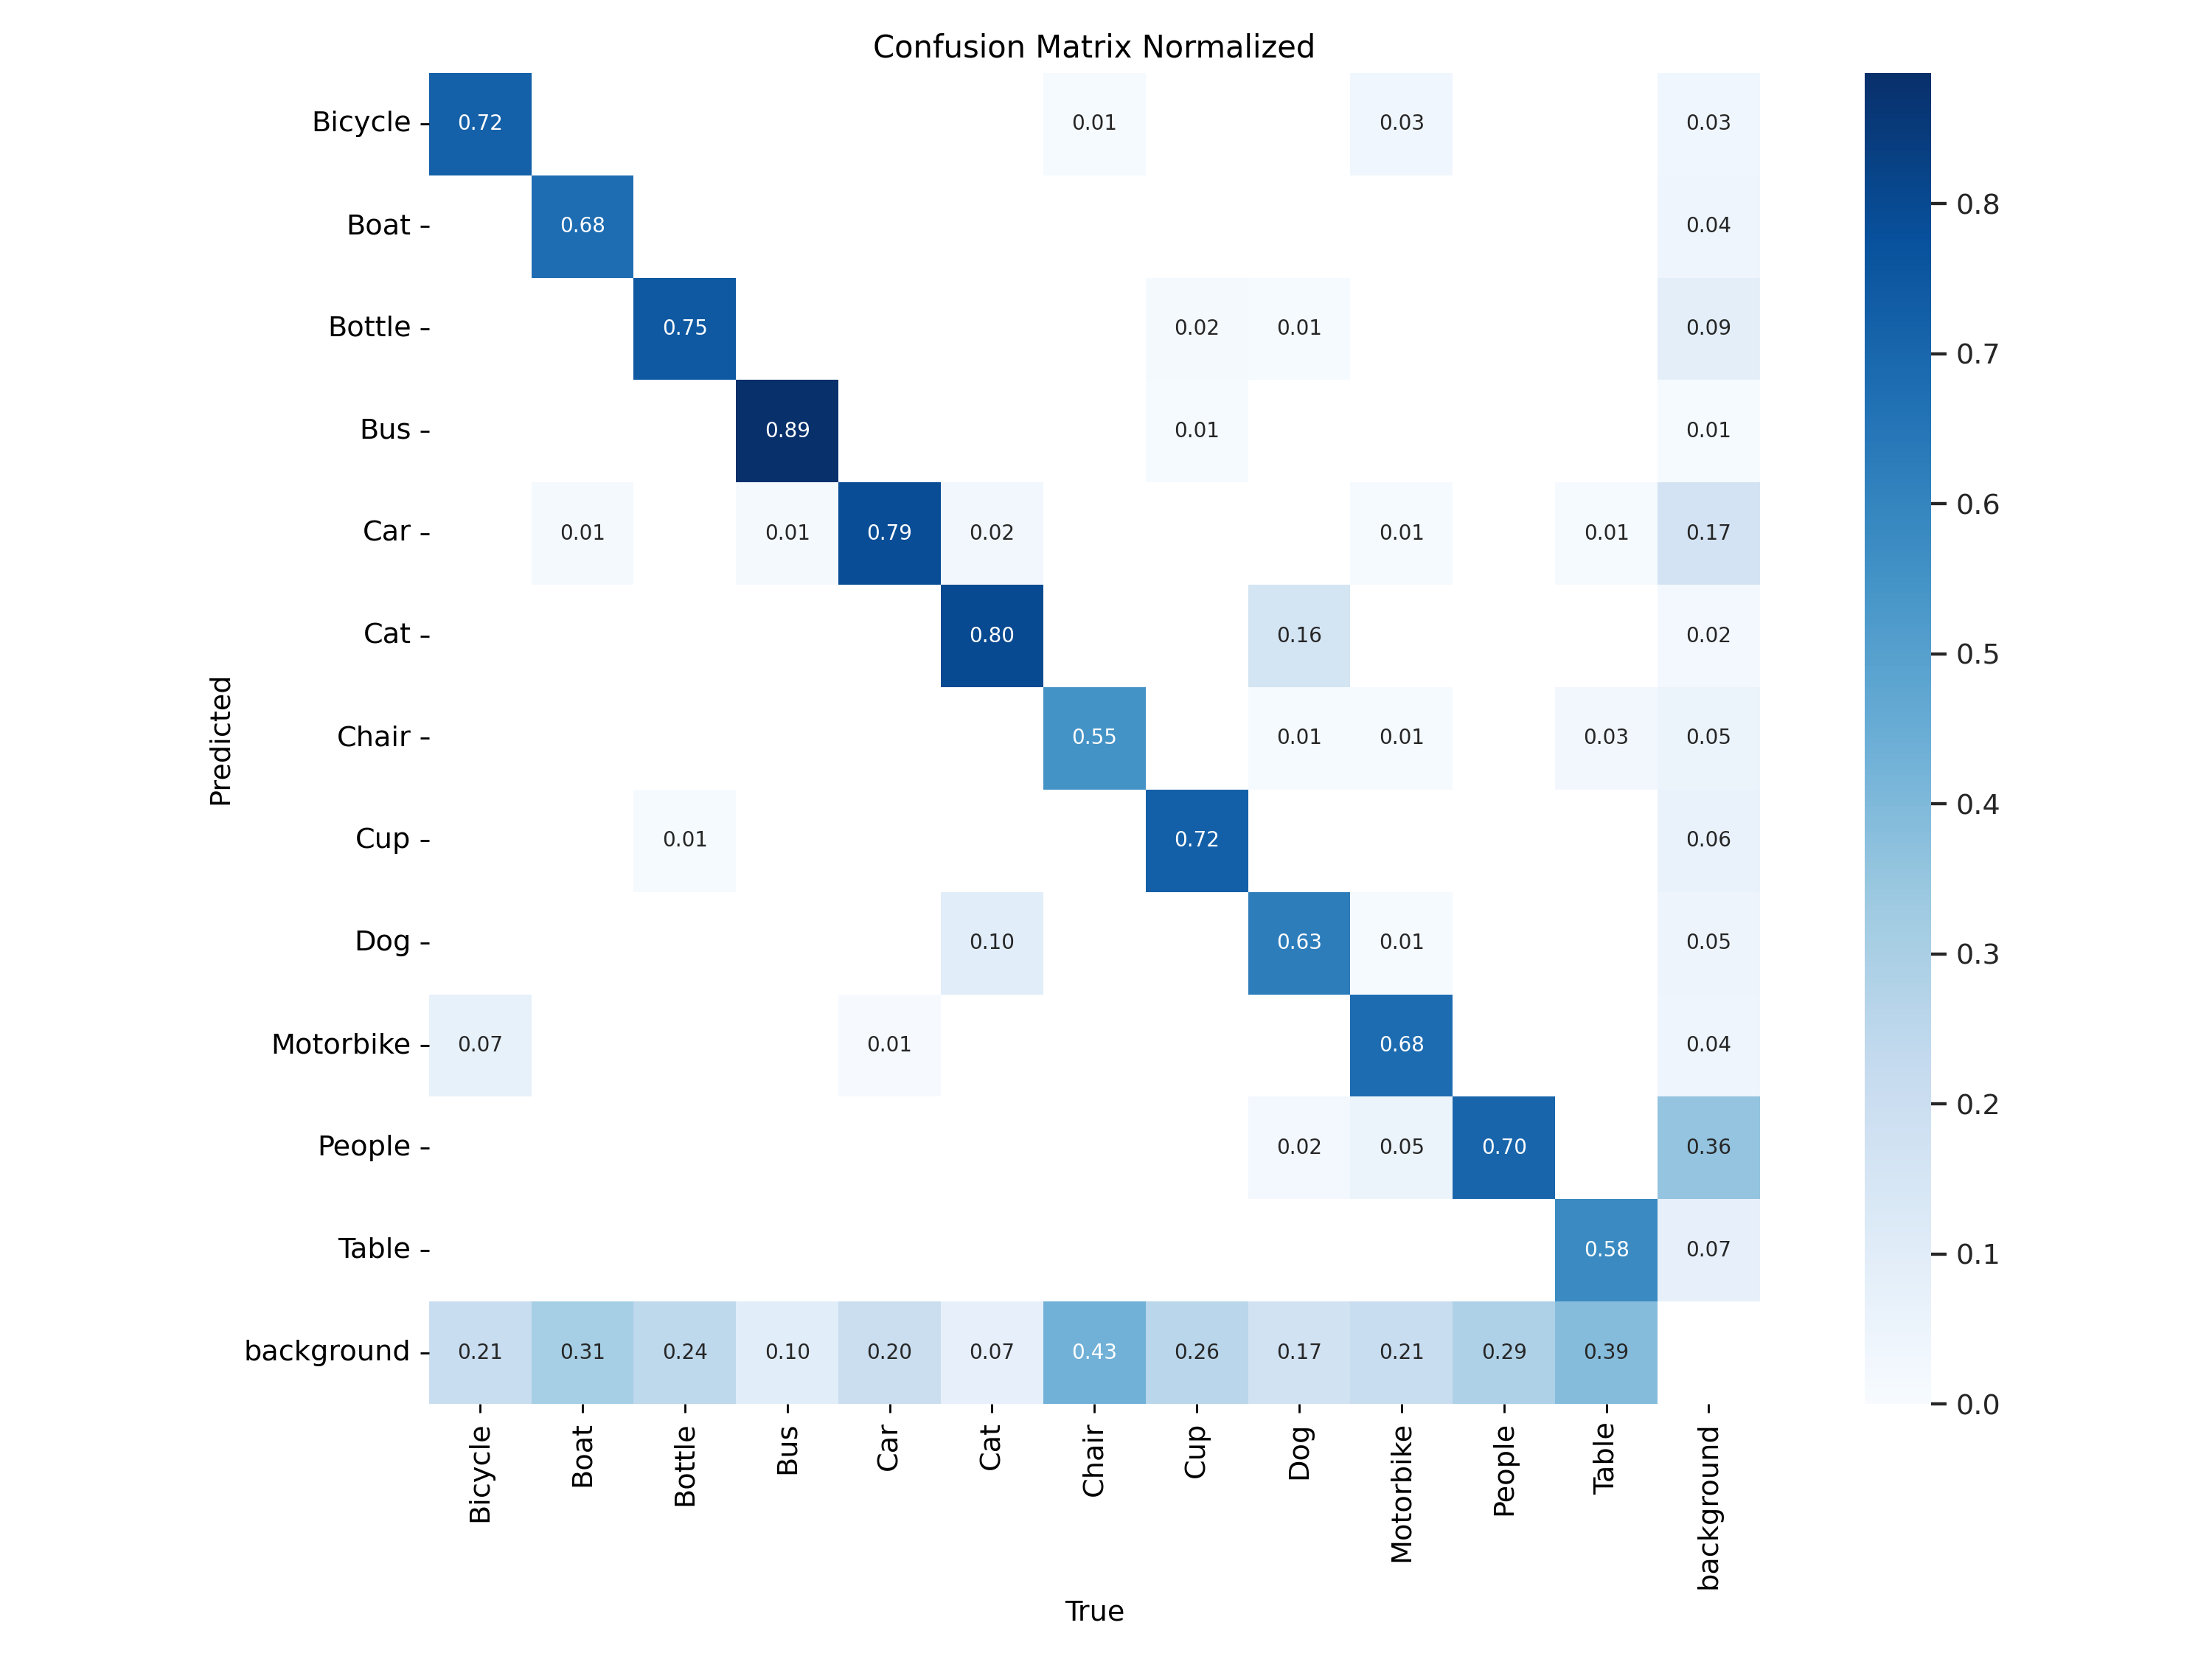 Confusion Matrix Normalized
Bicycle 0.72 0.01 0.03 0.03
Boat 0.68 0.04
Bottle 0.75 0.02 0.01 0.09
Bus 0.89 0.01 0.01
Car 0.01 0.01 0.79 0.02 0.01 0.01 0.17
Cat 0.80 0.16 0.02
Chair 0.55 0.01 0.01 0.03 0.05
Cup 0.01 0.72 0.06
Dog 0.10 0.63 0.01 0.05
Motorbike 0.07 0.01 0.68 0.04
People 0.02 0.05 0.70 0.36
Table 0.58 0.07
background 0.21 0.31 0.24 0.10 0.20 0.07 0.43 0.26 0.17 0.21 0.29 0.39
Bicycle Boat Bottle Bus Car Cat Chair Cup Dog Motorbike People Table background
True
Predicted
0.8
0.7
0.6
0.5
0.4
0.3
0.2
0.1
0.0